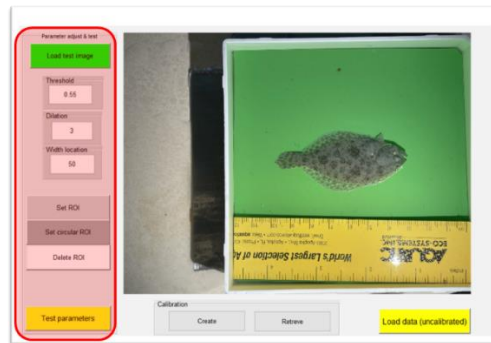 Parameter adjust & test
Load test image
Threshold
0.55
Dilation
3
Width location
50
Set ROI
Set circular ROI
Delete ROI
Test parameters
World's Largest Selection of A
AQUATIC
ECO-SYSTEMS INC
Calibration
Create
Retreve
Load data (uncalibrated)